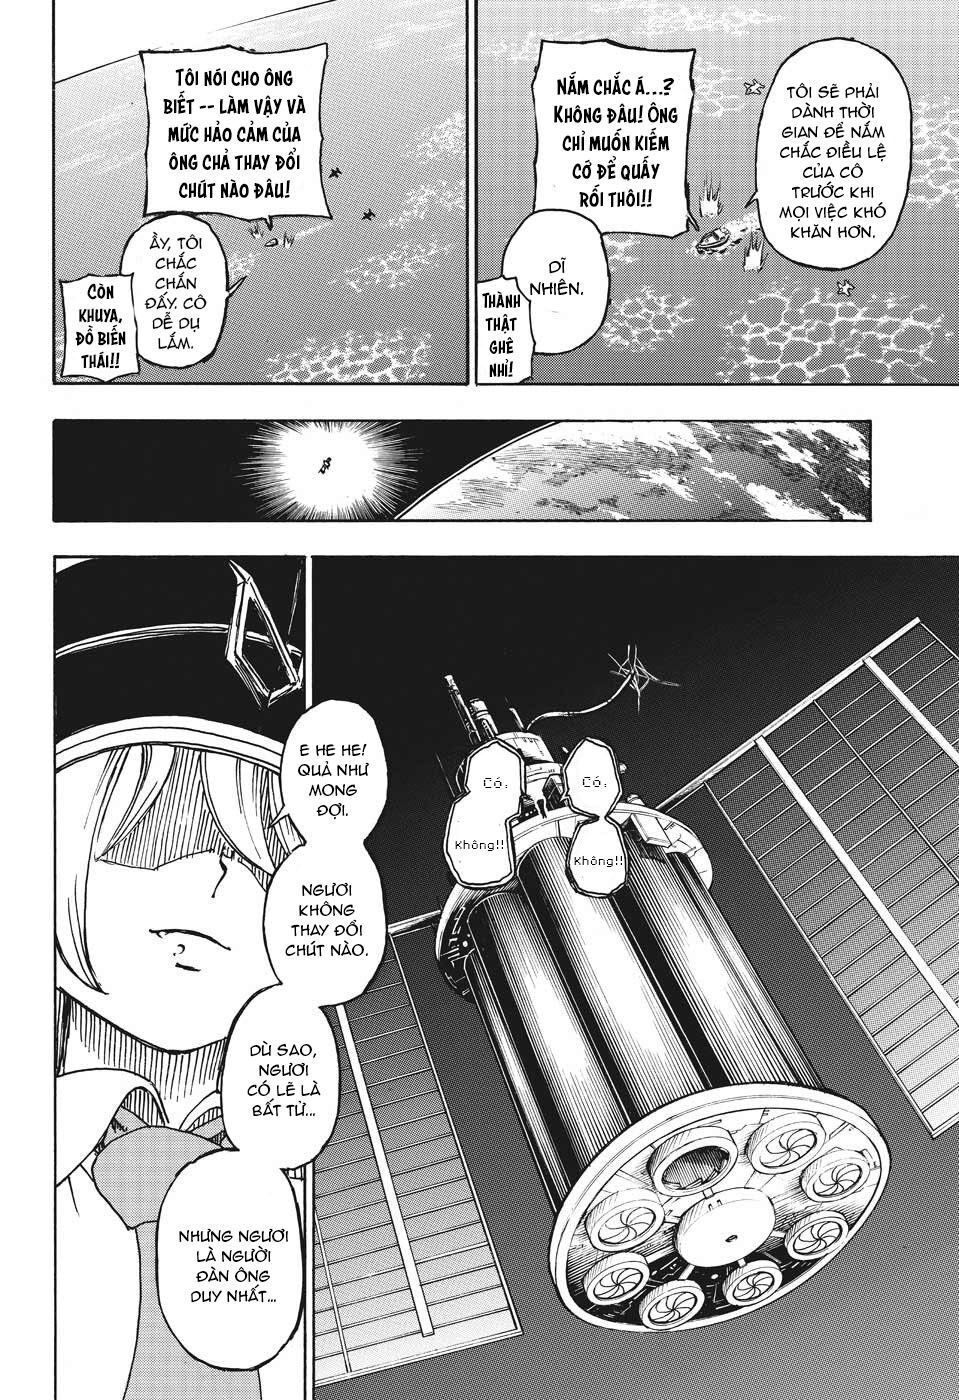 TÔI SẼ PHẢI
DÀNH THỜI
GIAN ĐỂ NẮM
CHẮC ĐIỀU LỆ
CỦA CÔ
TRƯỚC KHI
MỌI VIỆC KHÓ
KHĂN HƠN.
NẮM CHẮC Á...?
KHÔNG ĐÂU! ÔNG
CHỈ MUỐN KIẾM
CỚ ĐỂ QUẤY
RỐI THÔI!!
DĨ
NHIÊN.
THÀNH
THẬT
GHÊ
NHỈ!
TÔI NÓI CHO ÔNG
BIẾT -- LÀM VẬY VÀ
MỨC HẢO CẢM CỦA
ÔNG CHẢ THAY ĐỔI
CHÚT NÀO ĐÂU!
ẦY, TÔI
CHẮC
CHẮN
ĐẤY. CÔ
DỄ DỤ
LẮM.
CÒN
KHUYA,
ĐỒ BIẾN
THÁI!!
Có.
Không!!
Có.
Không!!
E HE HE!
QUẢ NHƯ
MONG
ĐỢI.
NGƯƠI
KHÔNG
THAY ĐỔI
CHÚT NÀO.
DÙ SAO,
NGƯƠI
CÓ LẼ LÀ
BẤT TỬ...
NHƯNG NGƯƠI
LÀ NGƯỜI
ĐÀN ÔNG
DUY NHẤT...